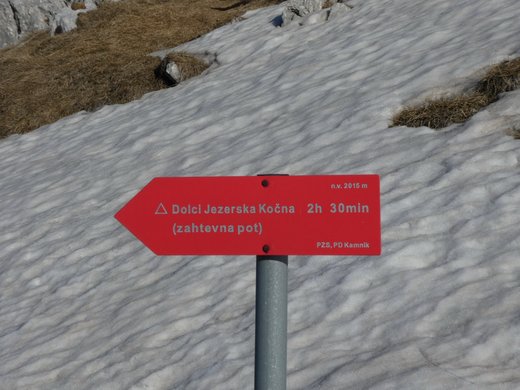 n.v. 2015 m
Dolci Jezerska Kočna 2h 30min
(zahtevna pot)
PZS, PD Kamnik